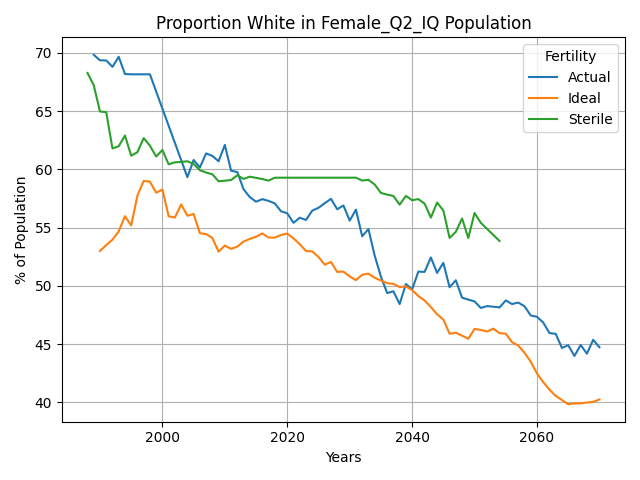 Proportion White in Female_Q2_IQ Population
Fertility
Actual
Ideal
Sterile
% of Population
70
65
60
55
50
45
40
2000
2020
2040
2060
Years